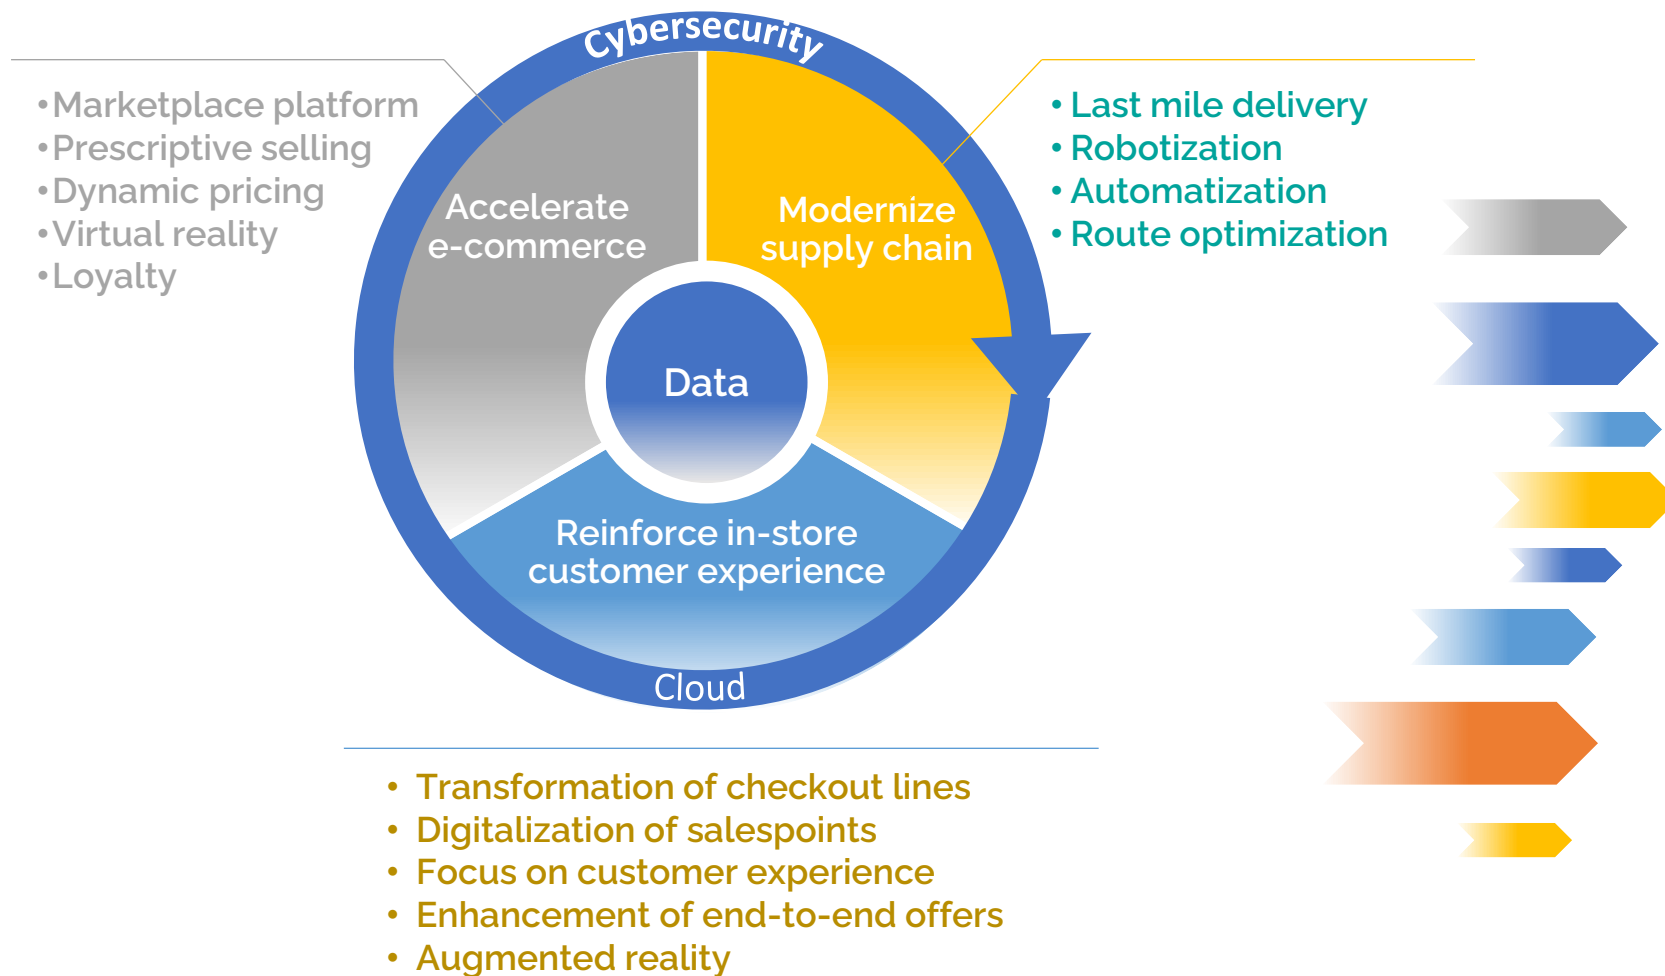 Cybersecurity
• Marketplace platform
• Prescriptive selling
• Dynamic pricing
• Virtual reality
• Loyalty
Accelerate
e-commerce
Modernize
supply chain
• Last mile delivery
• Robotization
• Automatization
• Route optimization
Data
Reinforce in-store
customer experience
Cloud
• Transformation of checkout lines
• Digitalization of salespoints
• Focus on customer experience
• Enhancement of end-to-end offers
• Augmented reality